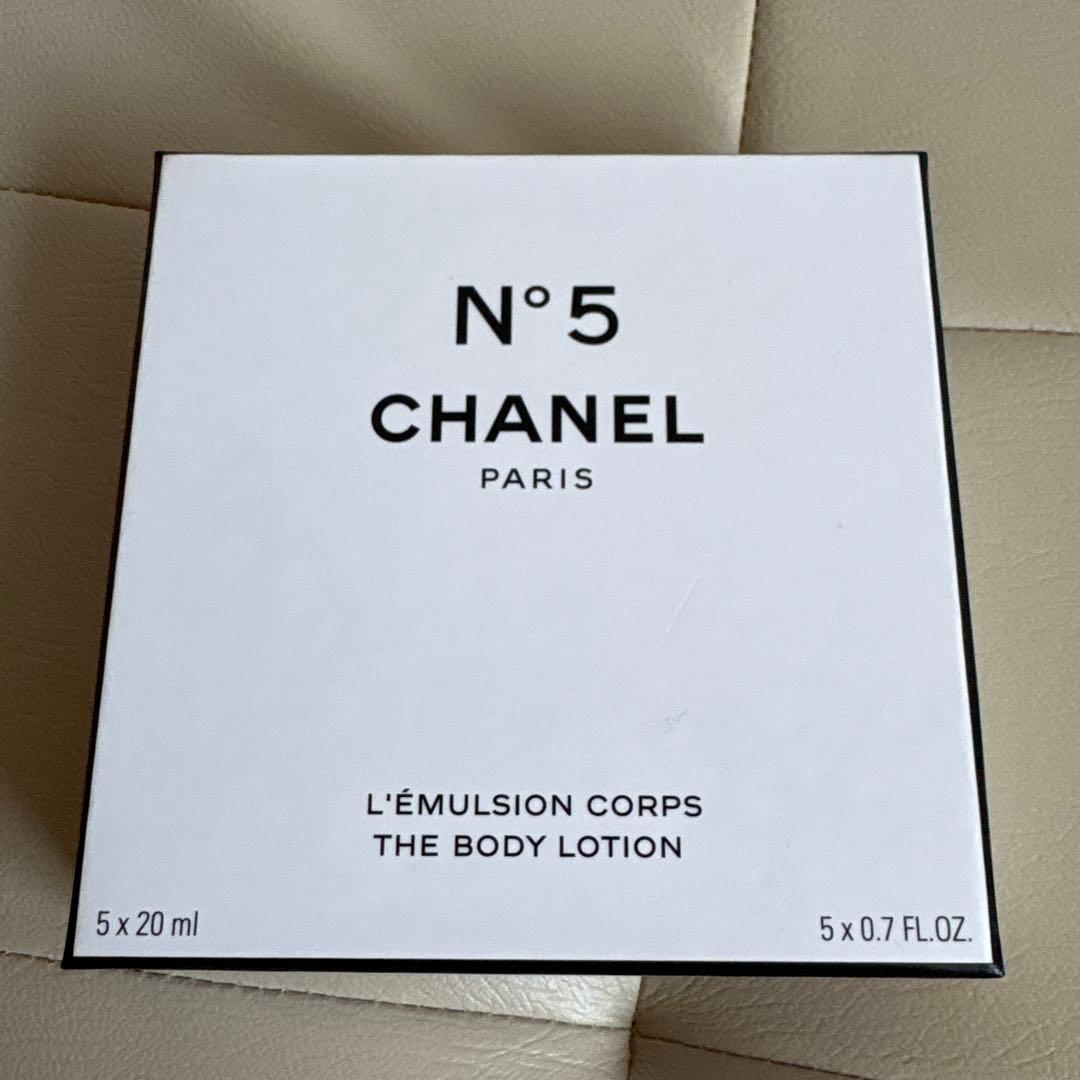 N°5
CHANEL
PARIS
L'ÉMULSION CORPS
THE BODY LOTION
5 x 20 ml
5 x 0.7 FL.OZ.